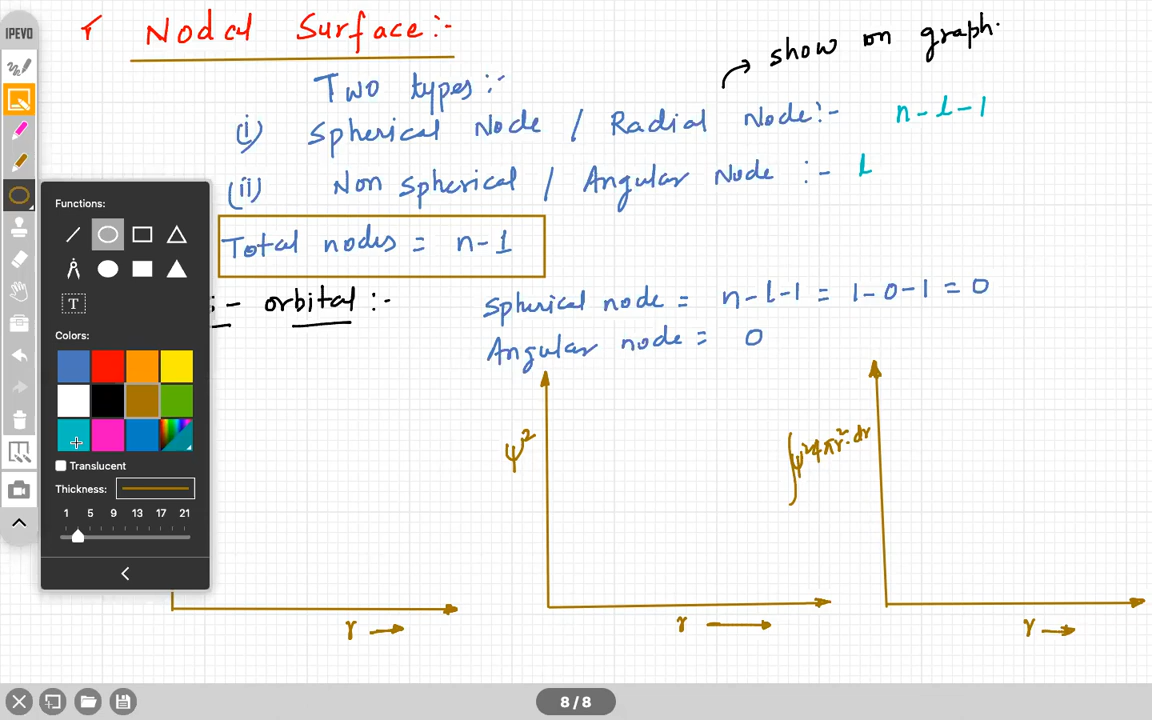 IPEVO
Nodal Surface :-
show on graph.
Two types :-
(i) Spherical Node / Radial Node :- n-l-1
(ii) Non spherical / Angular Node :- l
Total nodes = n-1
:- orbital :-
Spherical node = n-l-1 = 1-0-1 = 0
Angular node = 0
Functions:
T
Colors:
Translucent
Thickness:
1 5 9 13 17 21
ψ²
∫ψ²4πr².dr
r →
r →
r →
8/8